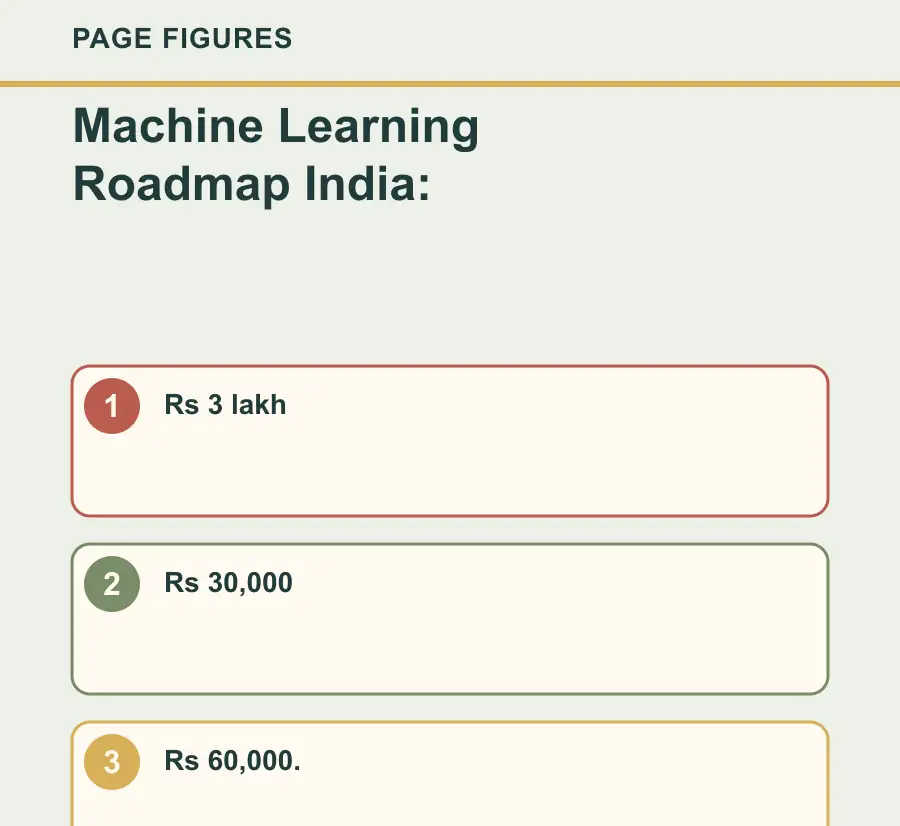 PAGE FIGURES
Machine Learning
Roadmap India:
1
Rs 3 lakh
2
Rs 30,000
3
Rs 60,000.